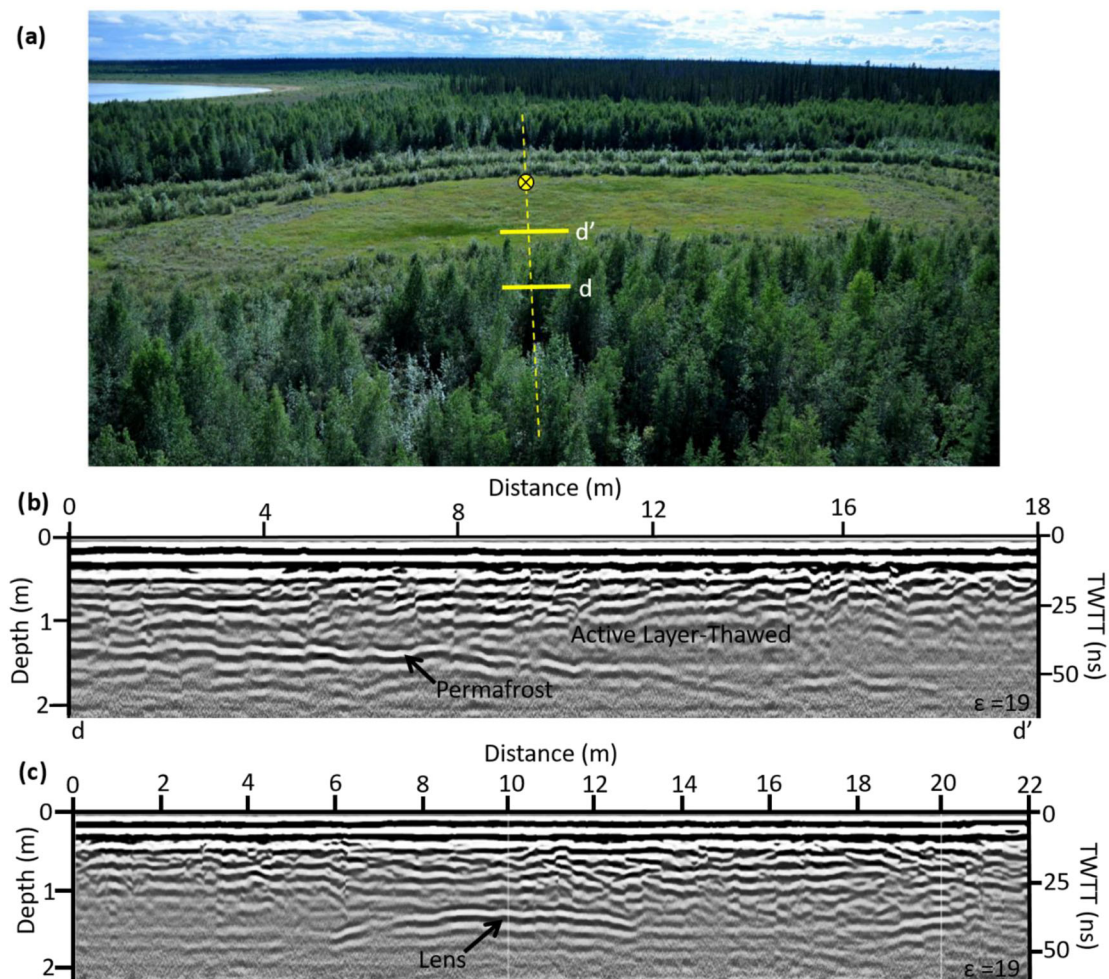 (a)
d'
d
(b)
Distance (m)
0 4 8 12 16 18
0 1 2
Depth (m)
0 25 50
TWTT (ns)
Active Layer-Thawed
Permafrost
ε =19
d d'
(c)
Distance (m)
0 2 4 6 8 10 12 14 16 18 20 22
0 1 2
Depth (m)
0 25 50
TWTT (ns)
Lens
ε =19